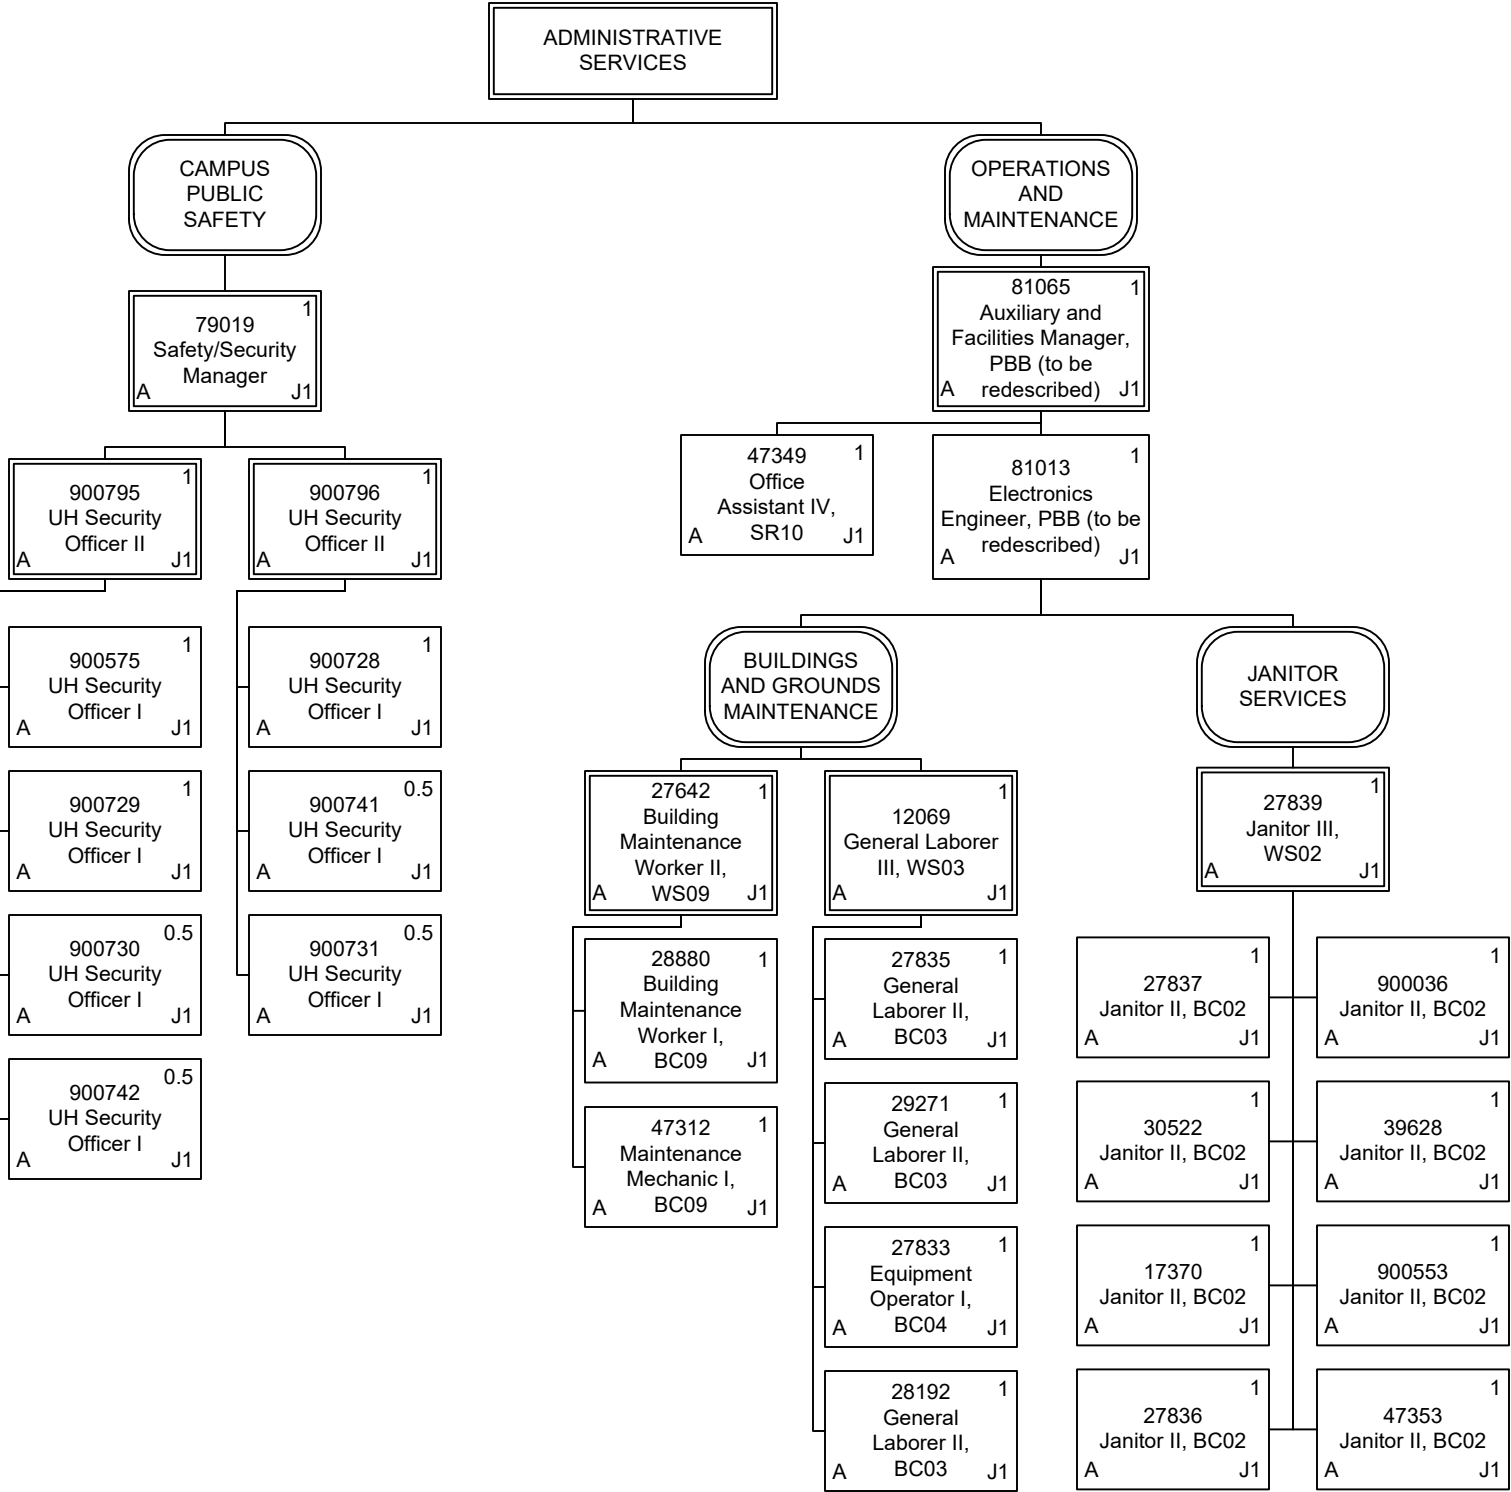 ADMINISTRATIVE
SERVICES
CAMPUS
PUBLIC
SAFETY
1
79019
Safety/Security
Manager
A J1
1
900795
UH Security
Officer II
A J1
1
900796
UH Security
Officer II
A J1
1
900575
UH Security
Officer I
A J1
1
900728
UH Security
Officer I
A J1
1
900729
UH Security
Officer I
A J1
0.5
900741
UH Security
Officer I
A J1
0.5
900730
UH Security
Officer I
A J1
0.5
900731
UH Security
Officer I
A J1
0.5
900742
UH Security
Officer I
A J1
OPERATIONS
AND
MAINTENANCE
81065 1
Auxiliary and
Facilities Manager,
PBB (to be
A redescribed) J1
47349 1
Office
Assistant IV,
A SR10 J1
1
81013
Electronics
Engineer, PBB (to be
redescribed)
A J1
BUILDINGS
AND GROUNDS
MAINTENANCE
27642 1
Building
Maintenance
Worker II,
A WS09 J1
28880 1
Building
Maintenance
Worker I,
A BC09 J1
47312 1
Maintenance
Mechanic I,
A BC09 J1
1
12069
General Laborer
III, WS03
A J1
27835 1
General
Laborer II,
A BC03 J1
29271 1
General
Laborer II,
A BC03 J1
27833 1
Equipment
Operator I,
A BC04 J1
28192 1
General
Laborer II,
A BC03 J1
JANITOR
SERVICES
1
27839
Janitor III,
WS02
A J1
1
27837
Janitor II, BC02
A J1
1
900036
Janitor II, BC02
A J1
1
30522
Janitor II, BC02
A J1
1
39628
Janitor II, BC02
A J1
1
17370
Janitor II, BC02
A J1
1
900553
Janitor II, BC02
A J1
1
27836
Janitor II, BC02
A J1
1
47353
Janitor II, BC02
A J1